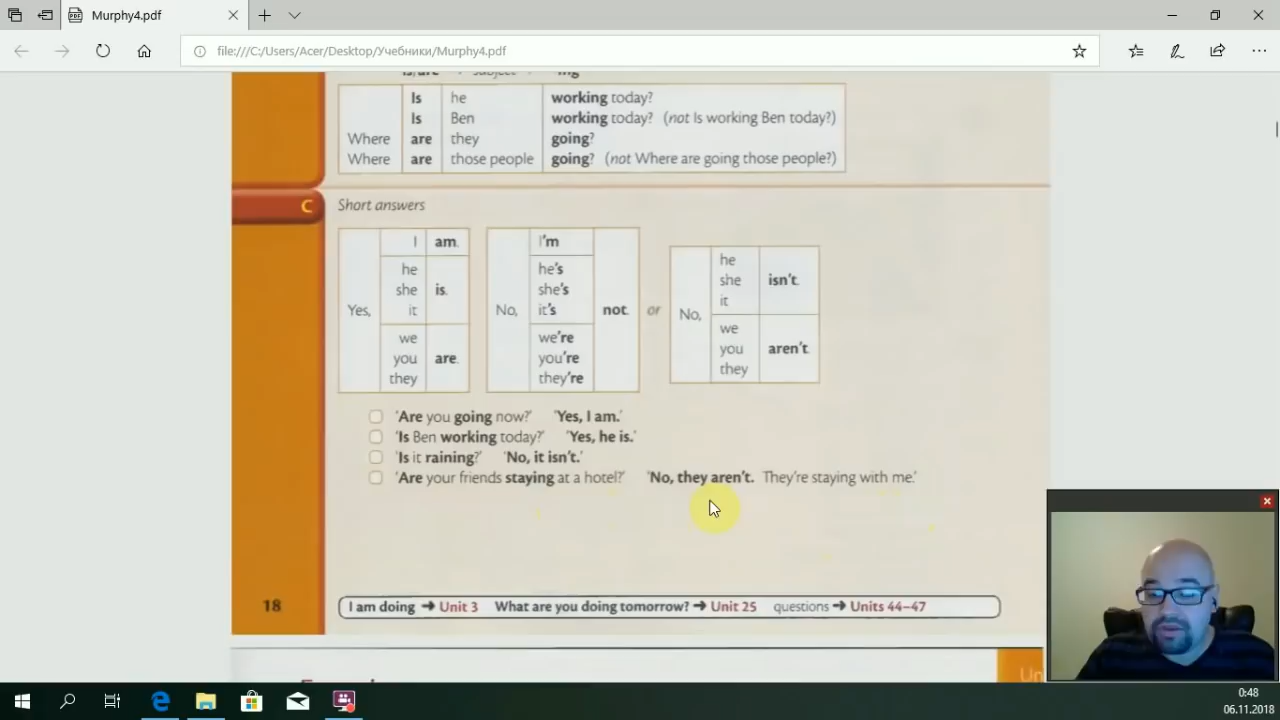 Murphy4.pdf
file:///C:/Users/Acer/Desktop/Учебники/Murphy4.pdf
Is he working today?
Is Ben working today? (not Is working Ben today?)
Where are they going?
Where are those people going? (not Where are going those people?)
C Short answers
Yes, I am.
he she it is.
we you they are.
No, I'm not.
he's she's it's
we're you're they're
or
No, he she it isn't.
we you they aren't.
'Are you going now?' 'Yes, I am.'
'Is Ben working today?' 'Yes, he is.'
'Is it raining?' 'No, it isn't.'
'Are your friends staying at a hotel?' 'No, they aren't. They're staying with me.'
18 I am doing ➔ Unit 3 What are you doing tomorrow? ➔ Unit 25 questions ➔ Units 44–47
0:48
06.11.2018